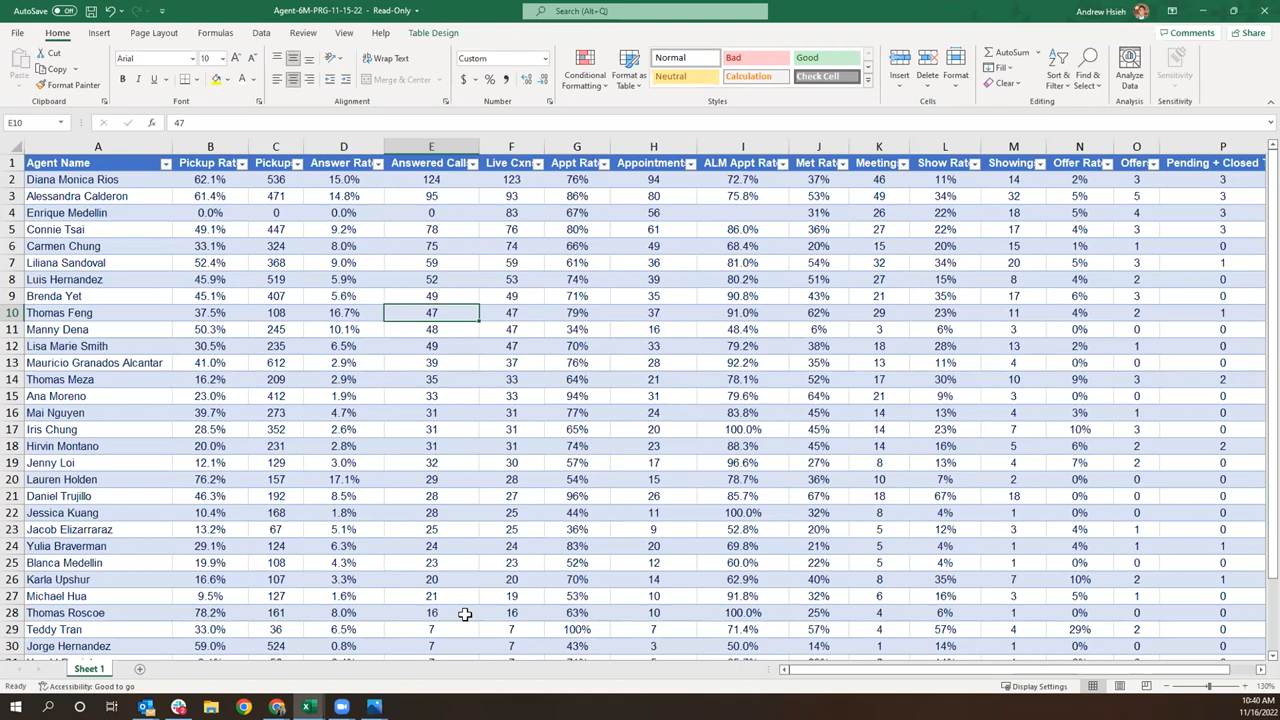 AutoSave Off Agent-6M-PRG-11-15-22 - Read-Only Search (Alt+Q) Andrew Hsieh
File Home Insert Page Layout Formulas Data Review View Help Table Design Comments Share
Paste Cut Copy Format Painter Clipboard
Arial 10 B I U Font
Wrap Text Merge & Center Alignment
Custom $ % Number
Conditional Formatting Format as Table Normal Bad Good Neutral Calculation Check Cell Styles
Insert Delete Format Cells
AutoSum Fill Clear Sort & Filter Find & Select Editing
Analyze Data Analysis Sensitivity Sensitivity
E10 fx 47
A B C D E F G H I J K L M N O P
1 Agent Name Pickup Rat Pickups Answer Rat Answered Call Live Cxn Appt Rat Appointment ALM Appt Rat Met Rat Meeting Show Rat Showing Offer Rat Offer Pending + Closed
2 Diana Monica Rios 62.1% 536 15.0% 124 123 76% 94 72.7% 37% 46 11% 14 2% 3 3
3 Alessandra Calderon 61.4% 471 14.8% 95 93 86% 80 75.8% 53% 49 34% 32 5% 5 3
4 Enrique Medellin 0.0% 0 0.0% 0 83 67% 56 31% 26 22% 18 5% 4 3
5 Connie Tsai 49.1% 447 9.2% 78 76 80% 61 86.0% 36% 27 22% 17 4% 3 3
6 Carmen Chung 33.1% 324 8.0% 75 74 66% 49 68.4% 20% 15 20% 15 1% 1 0
7 Liliana Sandoval 52.4% 368 9.0% 59 59 61% 36 81.0% 54% 32 34% 20 5% 3 1
8 Luis Hernandez 45.9% 519 5.9% 52 53 74% 39 80.2% 51% 27 15% 8 4% 2 0
9 Brenda Yet 45.1% 407 5.6% 49 49 71% 35 90.8% 43% 21 35% 17 6% 3 0
10 Thomas Feng 37.5% 108 16.7% 47 47 79% 37 91.0% 62% 29 23% 11 4% 2 1
11 Manny Dena 50.3% 245 10.1% 48 47 34% 16 48.4% 6% 3 6% 3 0% 0 0
12 Lisa Marie Smith 30.5% 235 6.5% 49 47 70% 33 79.2% 38% 18 28% 13 2% 1 0
13 Mauricio Granados Alcantar 41.0% 612 2.9% 39 37 76% 28 92.2% 35% 13 11% 4 0% 0 0
14 Thomas Meza 16.2% 209 2.9% 35 33 64% 21 78.1% 52% 17 30% 10 9% 3 2
15 Ana Moreno 23.0% 412 1.9% 31 33 94% 31 79.6% 64% 21 9% 3 0% 0 0
16 Mai Nguyen 39.7% 273 4.7% 31 31 77% 24 83.8% 45% 14 13% 4 3% 1 0
17 Iris Chung 28.5% 352 2.6% 31 31 65% 20 100.0% 45% 14 23% 7 10% 3 0
18 Hirvin Montano 20.0% 231 2.8% 31 31 74% 23 88.3% 45% 14 16% 5 6% 2 2
19 Jenny Loi 12.1% 129 3.0% 32 30 57% 17 96.6% 27% 8 13% 4 7% 2 0
20 Lauren Holden 76.2% 157 17.1% 29 28 54% 15 78.7% 36% 10 7% 2 0% 0 0
21 Daniel Trujillo 46.3% 192 8.5% 28 27 96% 26 85.7% 67% 18 67% 18 0% 0 0
22 Jessica Kuang 10.4% 168 1.8% 28 25 44% 11 100.0% 32% 8 4% 1 0% 0 0
23 Jacob Elizarraraz 13.2% 67 5.1% 25 25 36% 9 52.8% 20% 5 12% 3 4% 1 0
24 Yulia Braverman 29.1% 124 6.3% 24 24 83% 20 69.8% 21% 5 4% 1 4% 1 1
25 Blanca Medellin 19.9% 108 4.3% 23 23 52% 12 60.0% 22% 5 4% 1 0% 0 0
26 Karla Upshur 16.6% 107 3.3% 20 20 70% 14 62.9% 40% 8 35% 7 10% 2 1
27 Michael Hua 9.5% 127 1.6% 21 19 53% 10 91.8% 32% 6 16% 3 5% 1 0
28 Thomas Roscoe 78.2% 161 8.0% 16 16 63% 10 100.0% 25% 4 6% 1 0% 0 0
29 Teddy Tran 33.0% 36 6.5% 7 7 100% 7 71.4% 57% 4 57% 4 29% 2 0
30 Jorge Hernandez 59.0% 524 0.8% 7 7 43% 3 50.0% 14% 1 14% 1 0% 0 0
Sheet 1
Ready Accessibility: Good to go Display Settings 130%
10:40 AM
11/16/2022